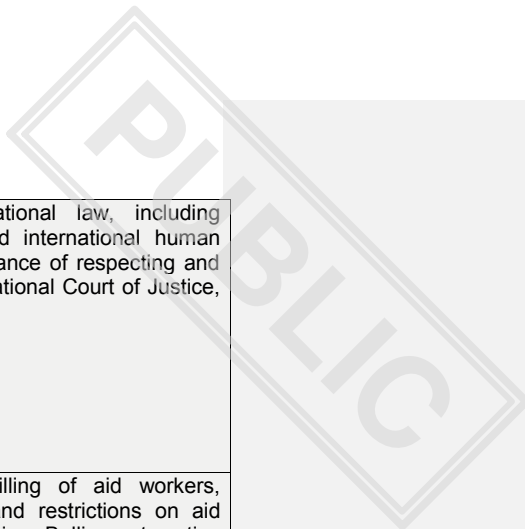 PUBLIC
ational law, including
d international human
ance of respecting and
ational Court of Justice,
illing of aid workers,
nd restrictions on aid